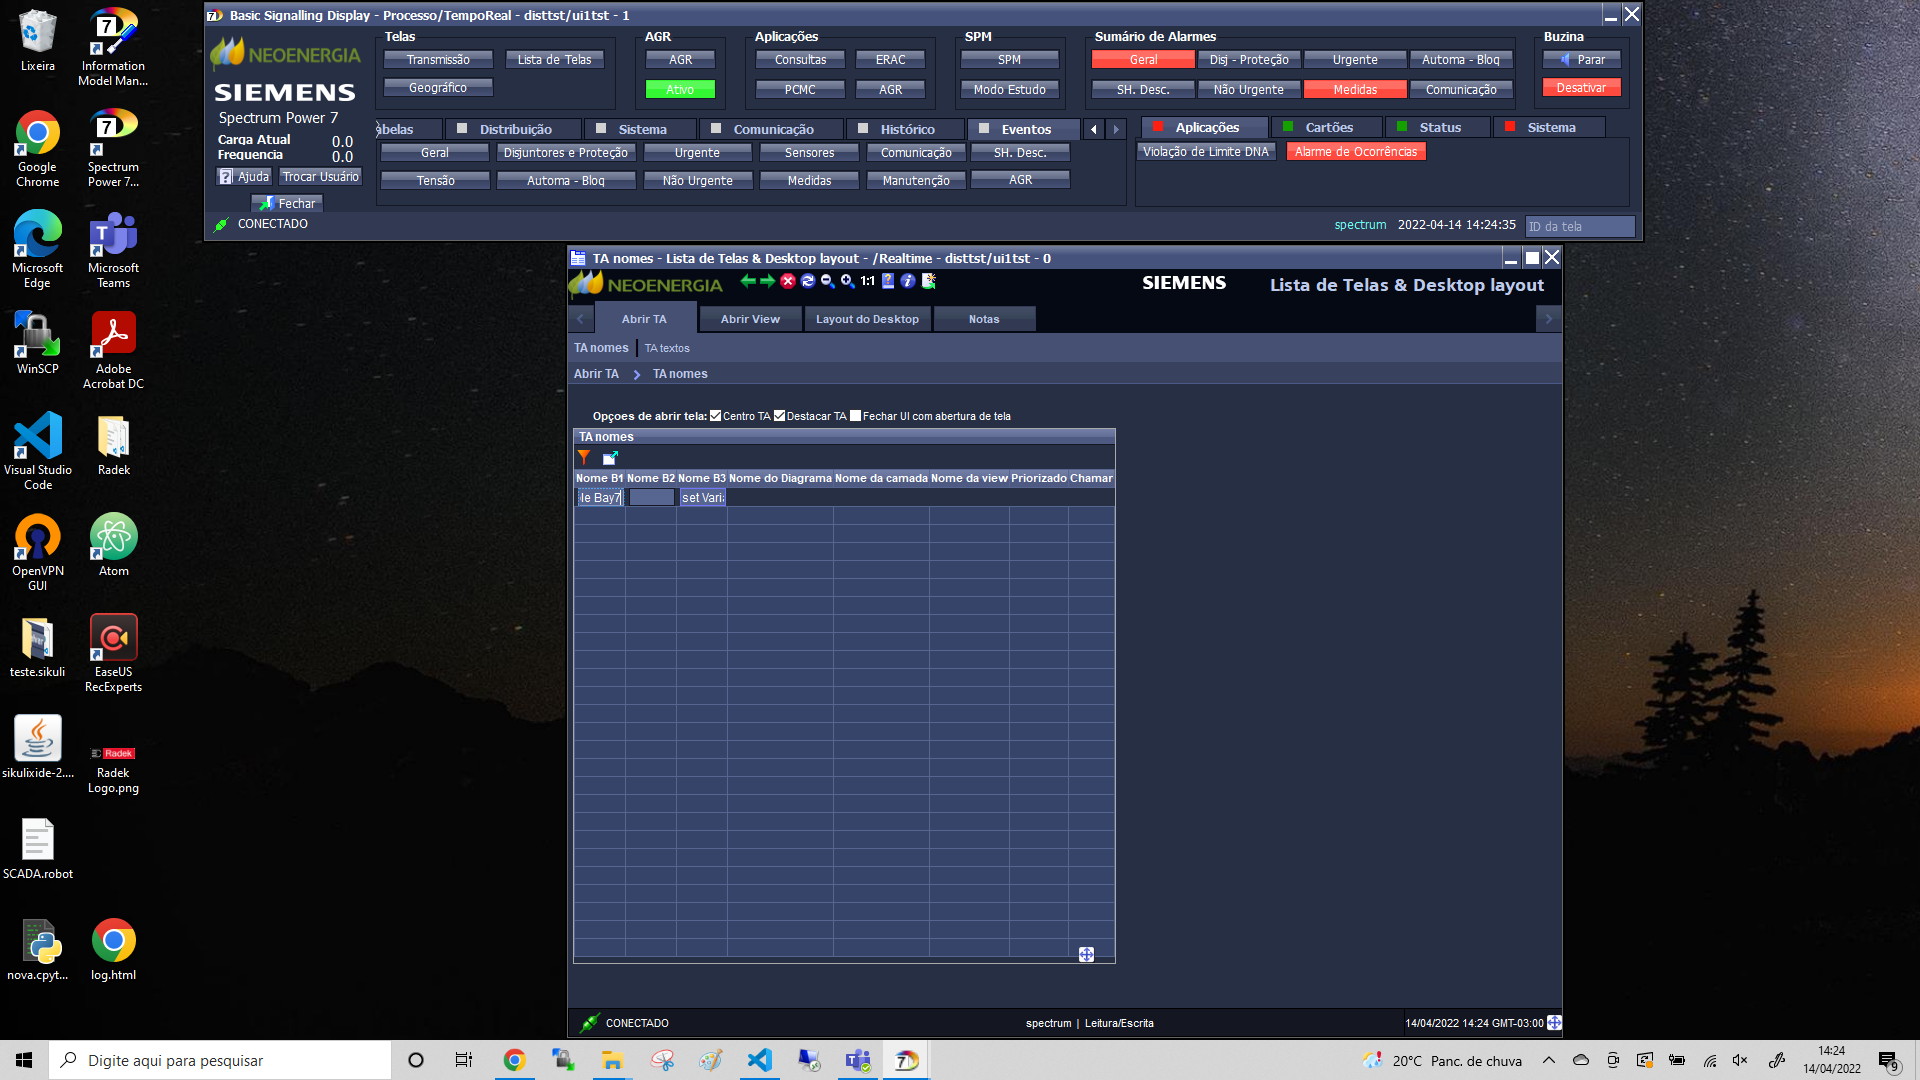 Lixeira
Information Model Man...
Google Chrome
Spectrum Power 7...
Microsoft Edge
Microsoft Teams
WinSCP
Adobe Acrobat DC
Visual Studio Code
Radek
OpenVPN GUI
Atom
teste.sikuli
EaseUS RecExperts
sikulixide-2....
Radek
Radek Logo.png
SCADA.robot
nova.cpyt...
log.html
Basic Signalling Display - Processo/TempoReal - disttst/ui1tst - 1
NEOENERGIA
SIEMENS
Spectrum Power 7
Carga Atual 0.0
Frequencia 0.0
Ajuda Trocar Usuário
Fechar
CONECTADO
Telas
Transmissão Lista de Telas
Geográfico
AGR
AGR
Ativo
Aplicações
Consultas ERAC
PCMC AGR
SPM
SPM
Modo Estudo
Sumário de Alarmes
Geral Disj - Proteção Urgente Automa - Bloq
SH. Desc. Não Urgente Medidas Comunicação
Buzina
Parar
Desativar
abelas Distribuição Sistema Comunicação Histórico Eventos
Geral Disjuntores e Proteção Urgente Sensores Comunicação SH. Desc.
Tensão Automa - Bloq Não Urgente Medidas Manutenção AGR
Aplicações Cartões Status Sistema
Violação de Limite DNA Alarme de Ocorrências
spectrum 2022-04-14 14:24:35 ID da tela
TA nomes - Lista de Telas & Desktop layout - /Realtime - disttst/ui1tst - 0
NEOENERGIA 1:1 SIEMENS Lista de Telas & Desktop layout
Abrir TA Abrir View Layout do Desktop Notas
TA nomes TA textos
Abrir TA TA nomes
Opçoes de abrir tela: Centro TA Destacar TA Fechar UI com abertura de tela
TA nomes
Nome B1 Nome B2 Nome B3 Nome do Diagrama Nome da camada Nome da view Priorizado Chamar
le Bay7 set Varia
CONECTADO spectrum | Leitura/Escrita 14/04/2022 14:24 GMT-03:00
Digite aqui para pesquisar
20°C Panc. de chuva
14:24
14/04/2022
9